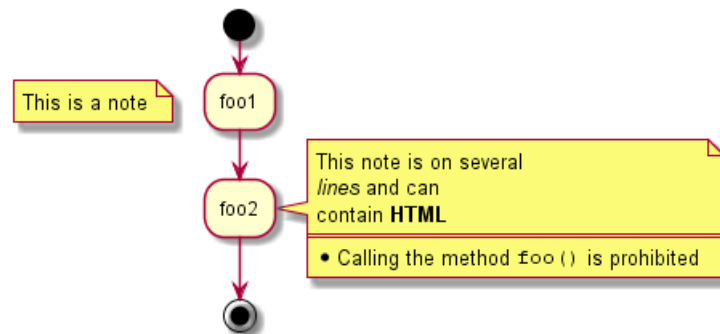 foo1
This is a note
foo2
This note is on several
lines and can
contain HTML
• Calling the method foo() is prohibited